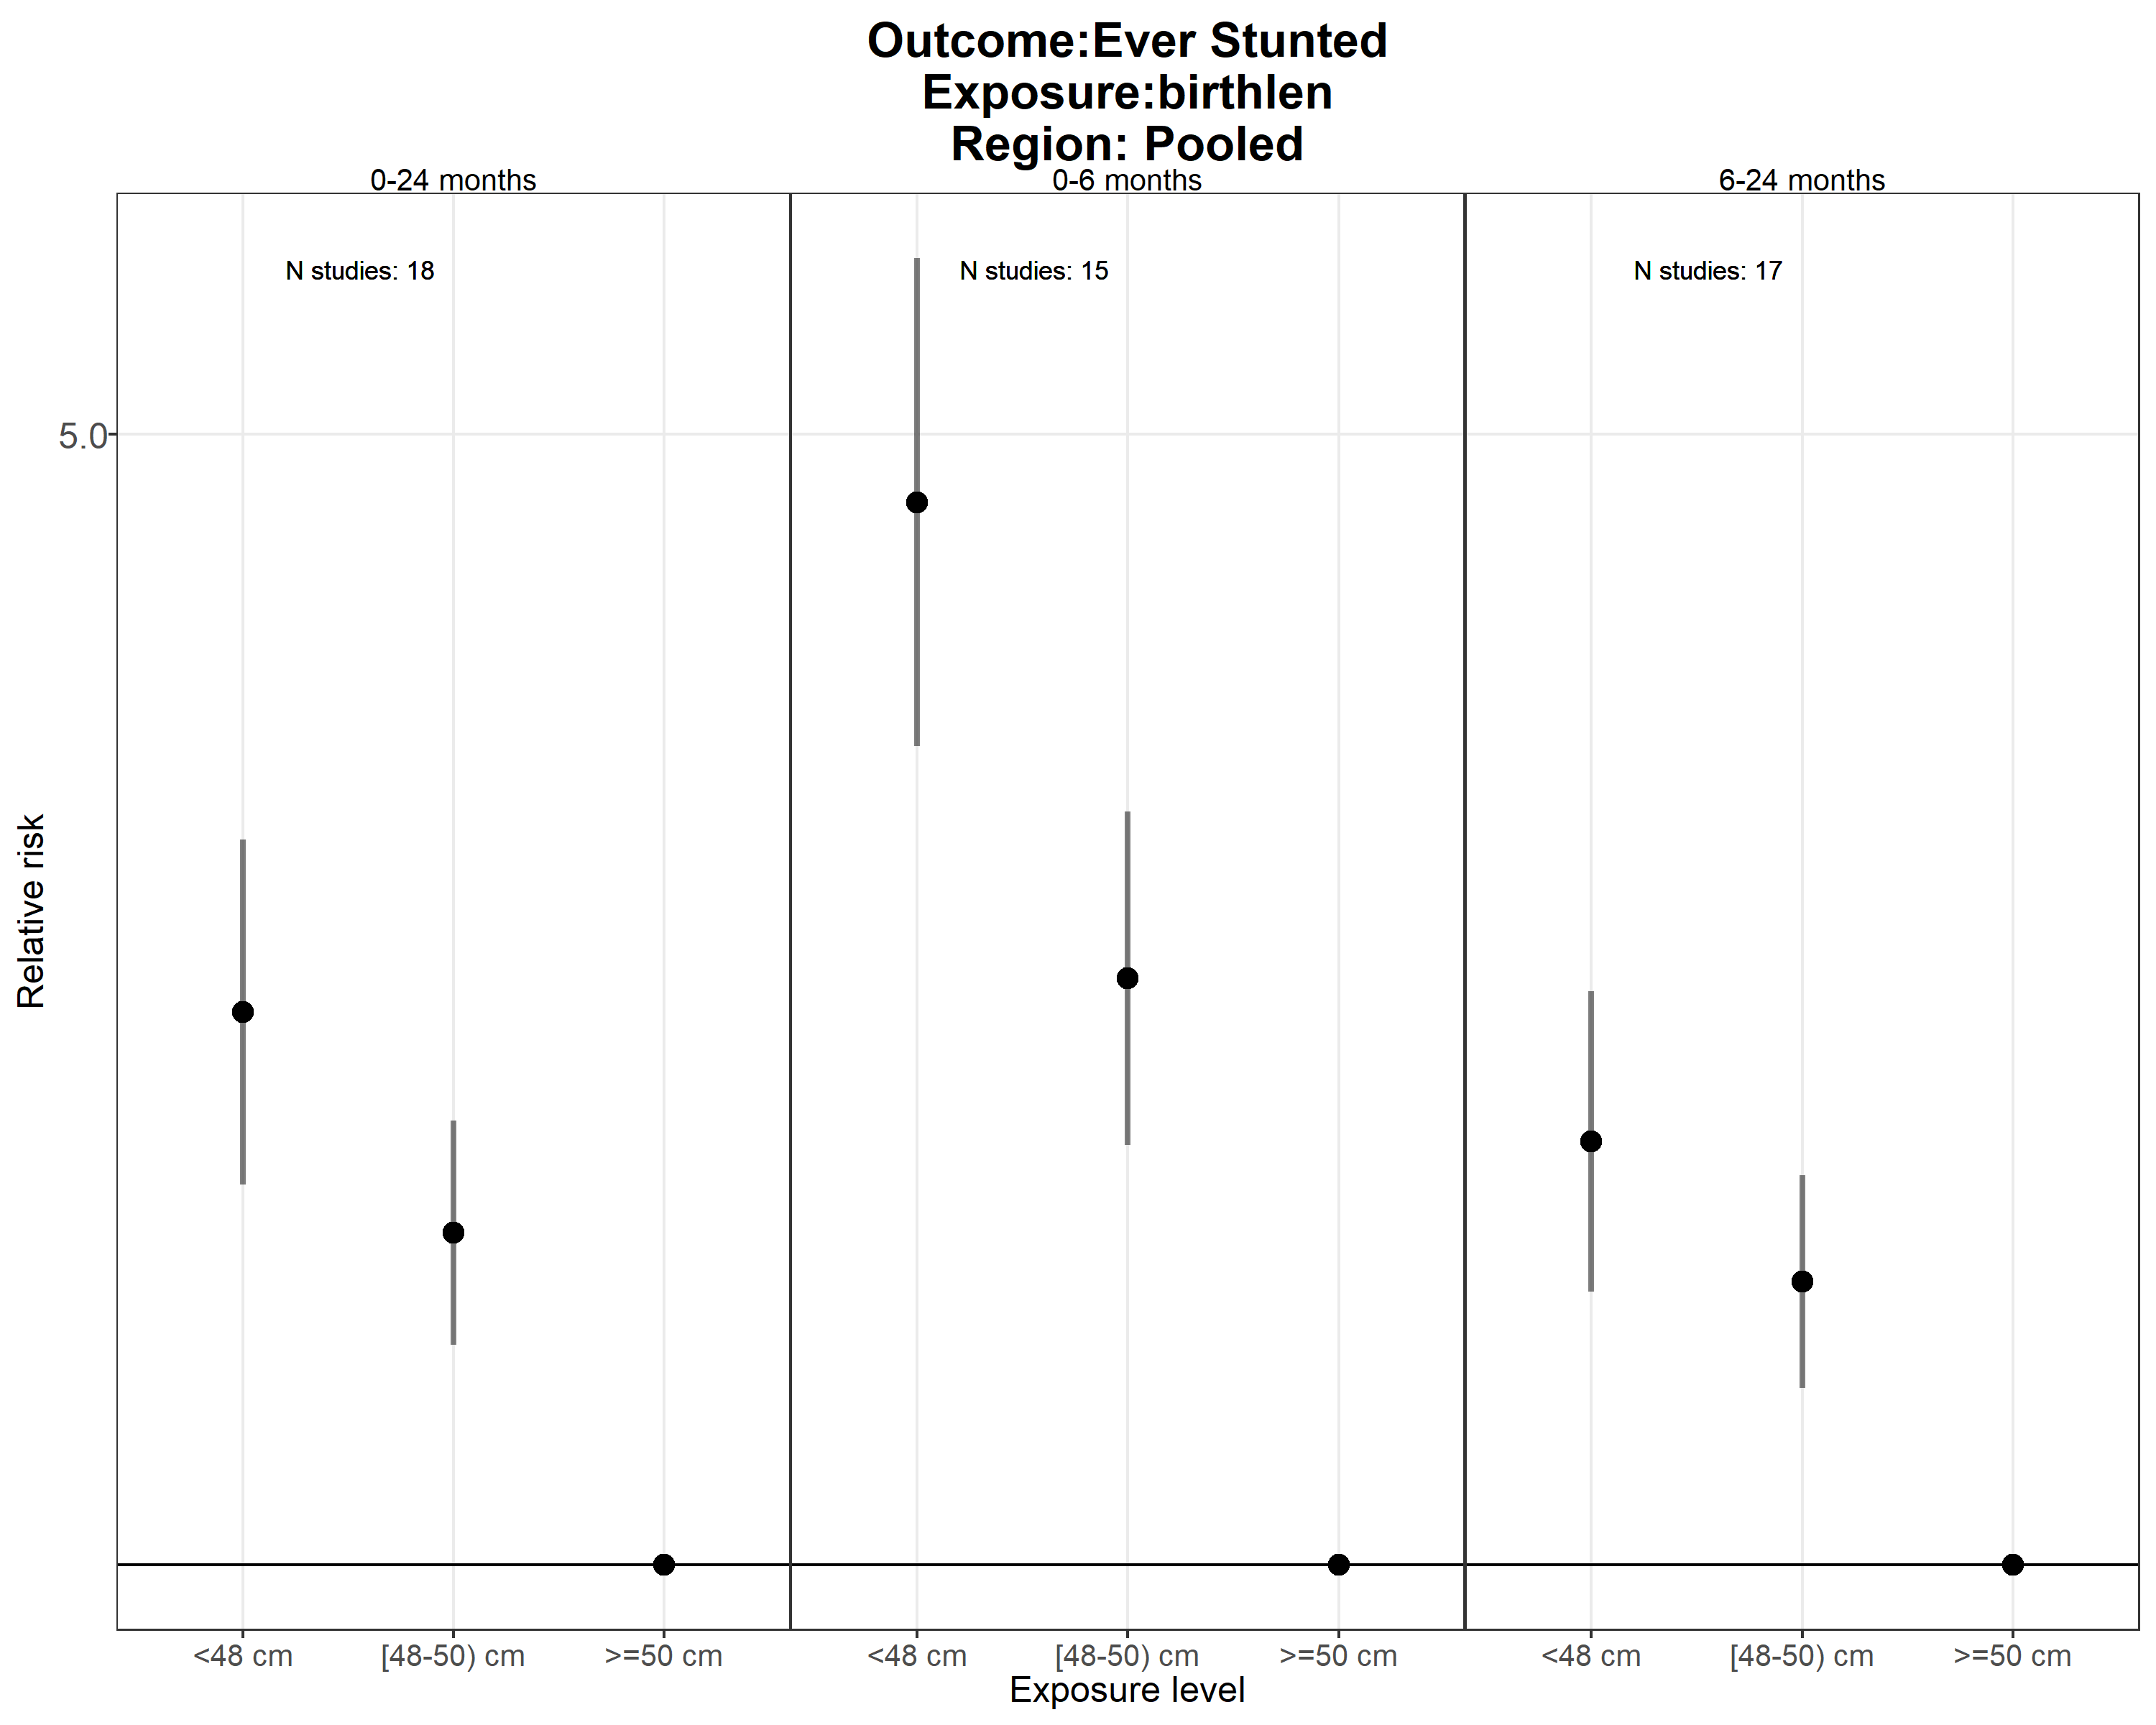 Outcome:Ever Stunted
Exposure:birthlen
Region: Pooled
0-24 months
0-6 months
6-24 months
N studies: 18
N studies: 15
N studies: 17
5.0
Relative risk
<48 cm
[48-50) cm
>=50 cm
<48 cm
[48-50) cm
>=50 cm
<48 cm
[48-50) cm
>=50 cm
Exposure level